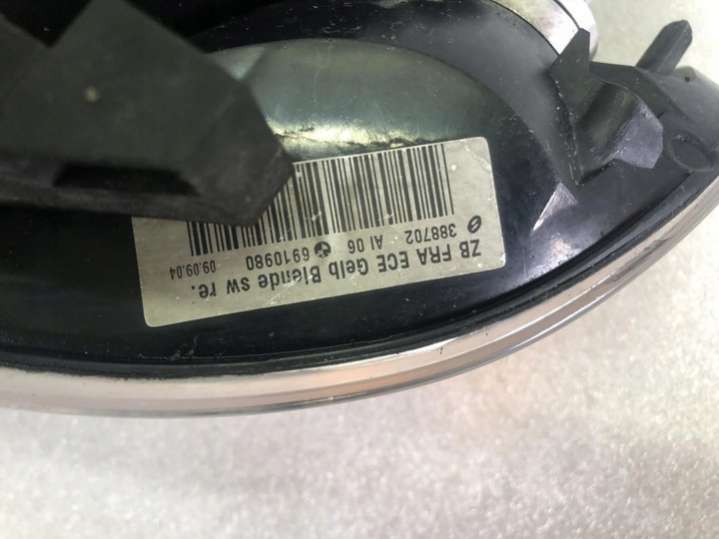 ZB FRA ECE Gelb Blende sw re.
388702 AI 06 6910980 09.09.04